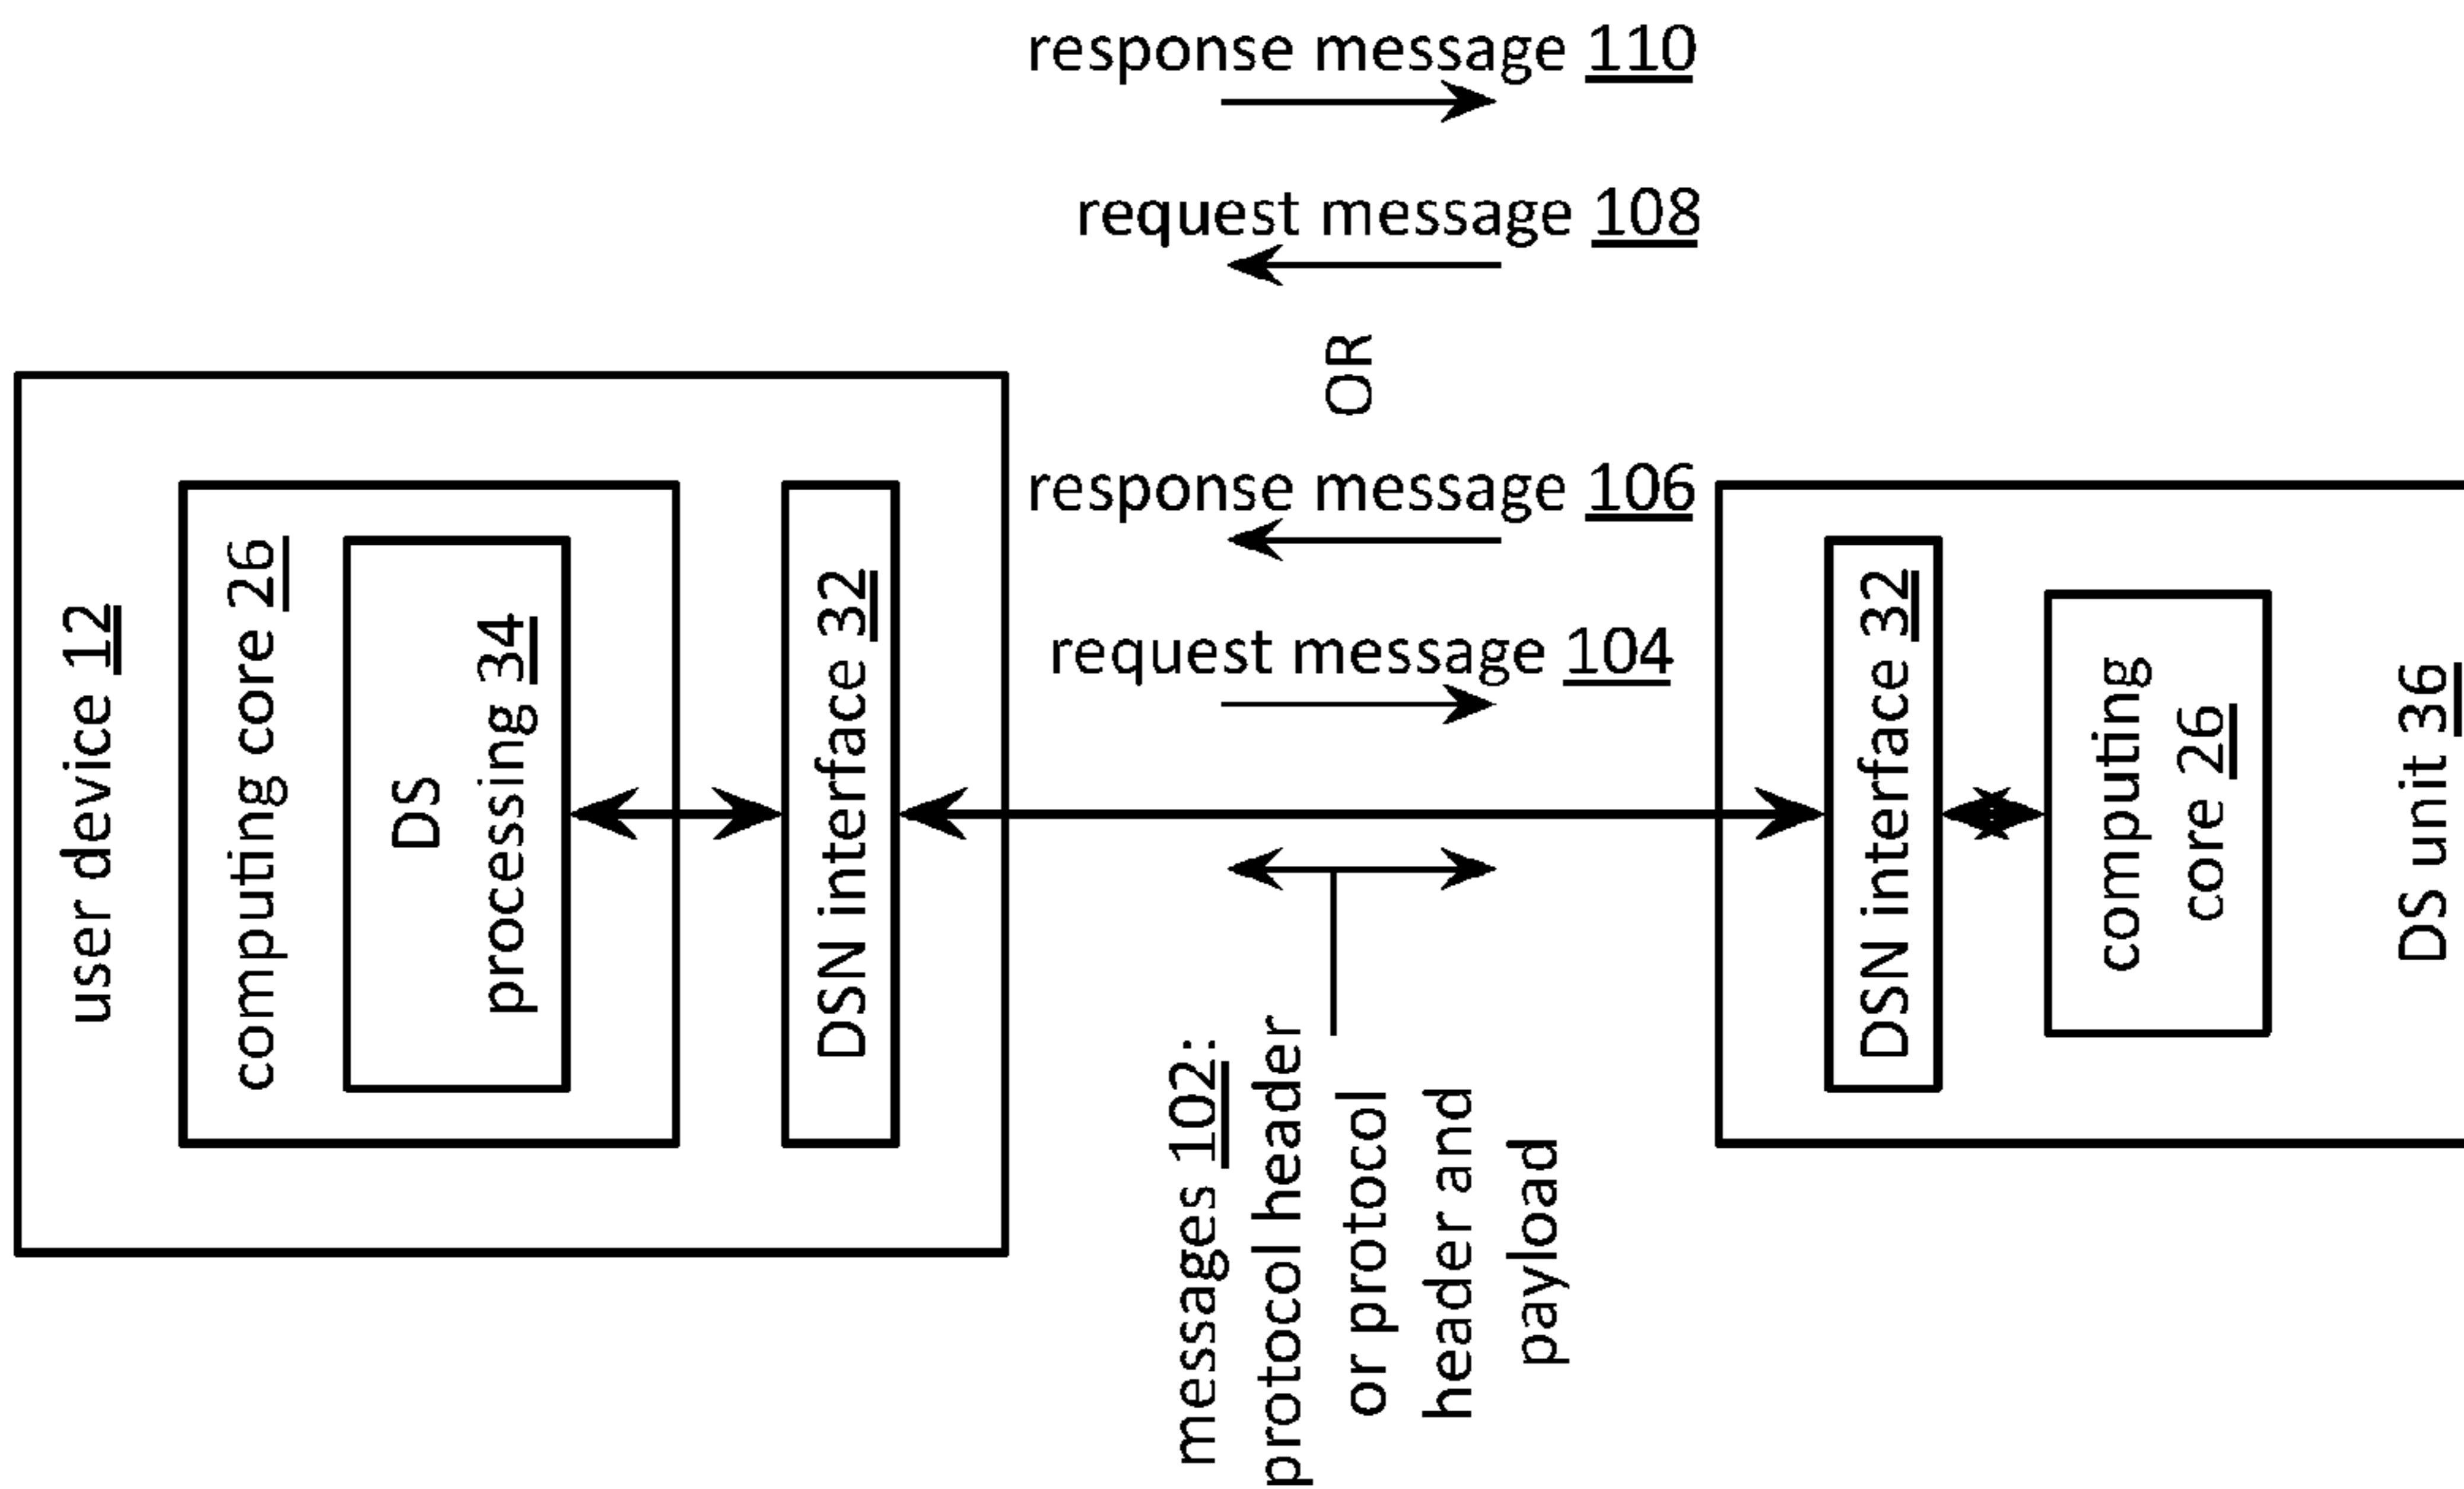 user device 12
computing core 26
DS
processing 34
DSN interface 32
messages 102:
protocol header
or protocol
header and
payload
request message 104
response message 106
OR
request message 108
response message 110
DSN interface 32
computing
core 26
DS unit 36